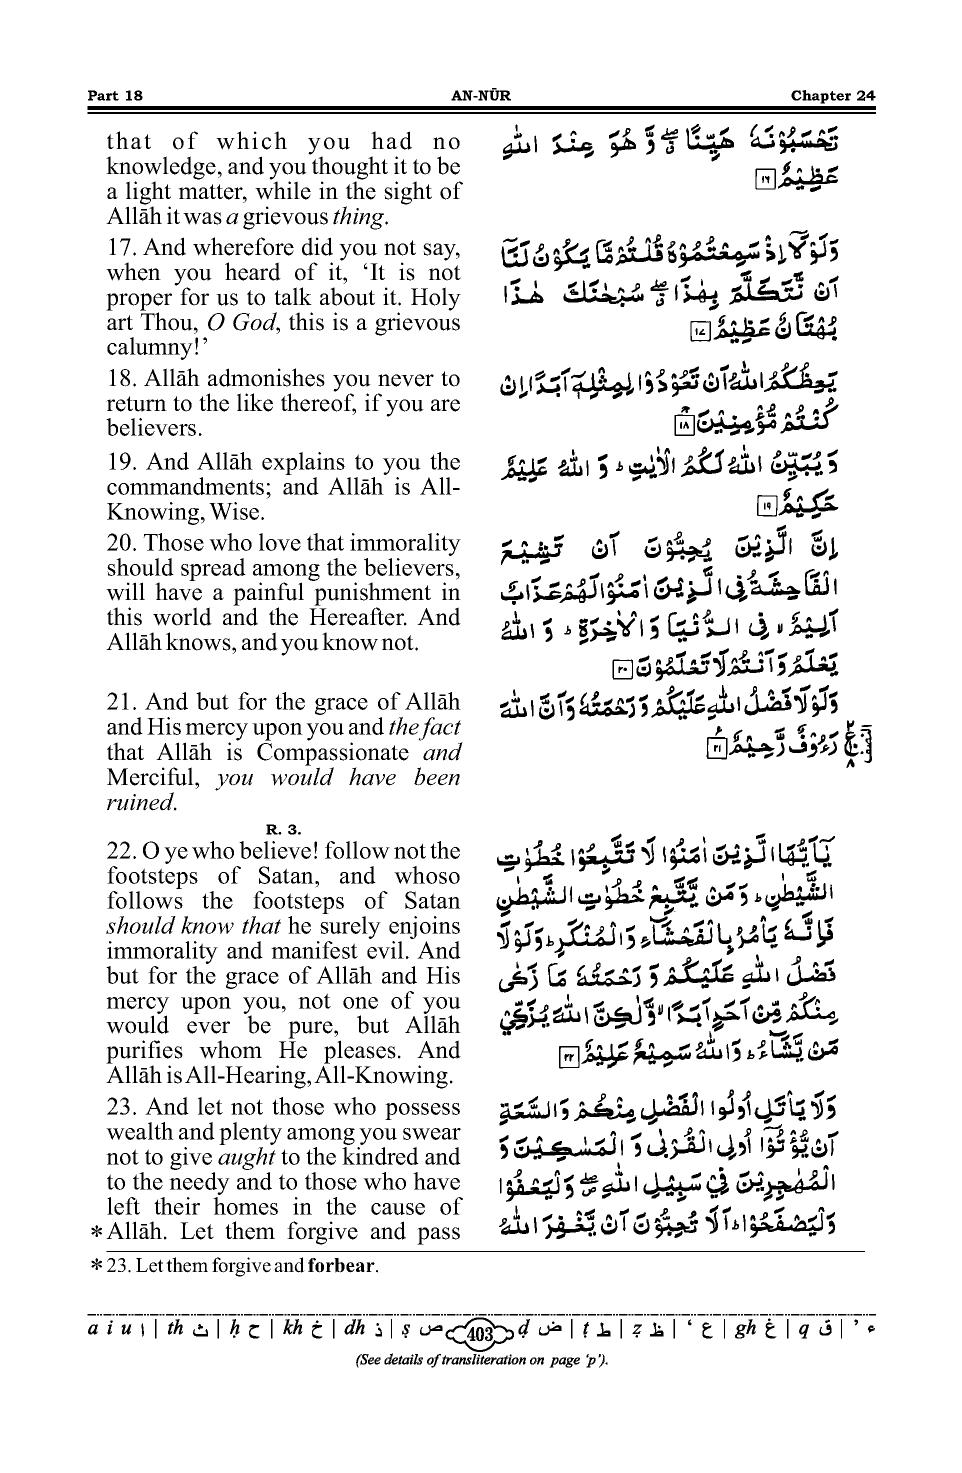 Part 18 AN-NŪR Chapter 24
that of which you had no
knowledge, and you thought it to be
a light matter, while in the sight of
Allāh it was a grievous thing.
تَحْسَبُوْنَهٗ هَيِّنًا ۖ٭ وَّ هُوَ عِنْدَ اللّٰهِ
عَظِيْمٌ ۝۱۶
17. And wherefore did you not say,
when you heard of it, ‘It is not
proper for us to talk about it. Holy
art Thou, O God, this is a grievous
calumny!’
وَلَوْلَاۤ اِذْ سَمِعْتُمُوْهُ قُلْتُمْ مَّا يَكُوْنُ لَنَاۤ
اَنْ نَّتَكَلَّمَ بِهٰذَا ۖ٭ سُبْحٰنَكَ هٰذَا
بُهْتَانٌ عَظِيْمٌ ۝۱۷
18. Allāh admonishes you never to
return to the like thereof, if you are
believers.
يَعِظُكُمُ اللّٰهُ اَنْ تَعُوْدُوْا لِمِثْلِهٖۤ اَبَدًا اِنْ
كُنْتُمْ مُّؤْمِنِيْنَ ۝۱۸ۚ
19. And Allāh explains to you the
commandments; and Allāh is All-
Knowing, Wise.
وَ يُبَيِّنُ اللّٰهُ لَكُمُ الْاٰيٰتِ ؕ وَ اللّٰهُ عَلِيْمٌ
حَكِيْمٌ ۝۱۹
20. Those who love that immorality
should spread among the believers,
will have a painful punishment in
this world and the Hereafter. And
Allāh knows, and you know not.
اِنَّ الَّذِيْنَ يُحِبُّوْنَ اَنْ تَشِيْعَ
الْفَاحِشَةُ فِى الَّذِيْنَ اٰمَنُوْا لَهُمْ عَذَابٌ
اَلِيْمٌ ۙ فِى الدُّنْيَا وَ الْاٰخِرَةِ ؕ وَ اللّٰهُ
يَعْلَمُ وَ اَنْتُمْ لَا تَعْلَمُوْنَ ۝۲۰
21. And but for the grace of Allāh
and His mercy upon you and the fact
that Allāh is Compassionate and
Merciful, you would have been
ruined.
وَلَوْ لَا فَضْلُ اللّٰهِ عَلَيْكُمْ وَ رَحْمَتُهٗ وَ اَنَّ اللّٰهَ
رَءُوْفٌ رَّحِيْمٌ ۝۲۱
R. 3.
22. O ye who believe! follow not the
footsteps of Satan, and whoso
follows the footsteps of Satan
should know that he surely enjoins
immorality and manifest evil. And
but for the grace of Allāh and His
mercy upon you, not one of you
would ever be pure, but Allāh
purifies whom He pleases. And
Allāh is All-Hearing, All-Knowing.
يٰۤاَيُّهَا الَّذِيْنَ اٰمَنُوْا لَا تَتَّبِعُوْا خُطُوٰتِ
الشَّيْطٰنِ ؕ وَ مَنْ يَّتَّبِعْ خُطُوٰتِ الشَّيْطٰنِ
فَاِنَّهٗ يَاْمُرُ بِالْفَحْشَآءِ وَ الْمُنْكَرِ ؕ وَلَوْ لَا
فَضْلُ اللّٰهِ عَلَيْكُمْ وَ رَحْمَتُهٗ مَا زَكٰى
مِنْكُمْ مِّنْ اَحَدٍ اَبَدًا ۙ وَّلٰكِنَّ اللّٰهَ يُزَكِّيْ
مَنْ يَّشَآءُ ؕ وَ اللّٰهُ سَمِيْعٌ عَلِيْمٌ ۝۲۲
23. And let not those who possess
wealth and plenty among you swear
not to give aught to the kindred and
to the needy and to those who have
left their homes in the cause of
* Allāh. Let them forgive and pass
وَلَا يَاْتَلِ اُولُوا الْفَضْلِ مِنْكُمْ وَ السَّعَةِ
اَنْ يُّؤْتُوْۤا اُولِى الْقُرْبٰى وَ الْمَسٰكِيْنَ وَ
الْمُهٰجِرِيْنَ فِيْ سَبِيْلِ اللّٰهِ ۖ٭ وَلْيَعْفُوْا
وَلْيَصْفَحُوْا ؕ اَلَا تُحِبُّوْنَ اَنْ يَّغْفِرَ اللّٰهُ
* 23. Let them forgive and forbear.
a i u ا | th ث | ḥ ح | kh خ | dh ذ | ṣ ص 403 ḍ ض | ṭ ط | ẓ ظ | ‘ ع | gh غ | q ق | ’ ء
(See details of transliteration on page ‘p’).